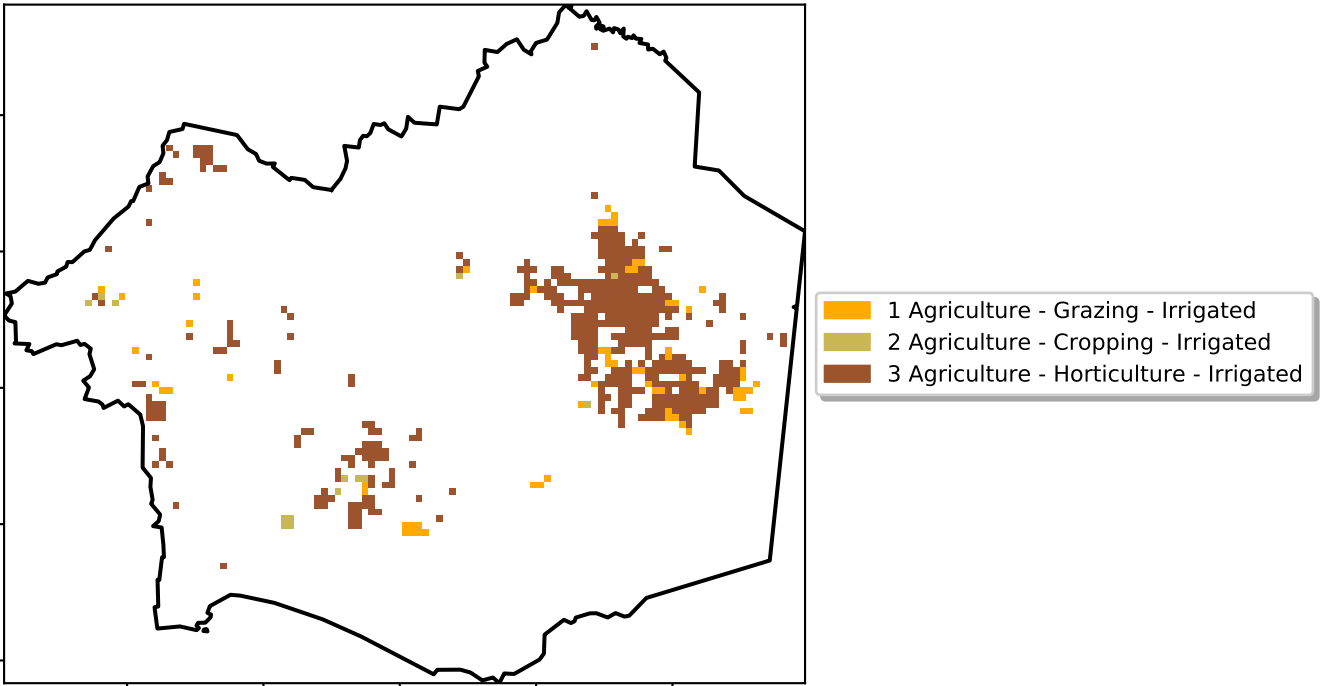 1 Agriculture - Grazing - Irrigated
2 Agriculture - Cropping - Irrigated
3 Agriculture - Horticulture - Irrigated